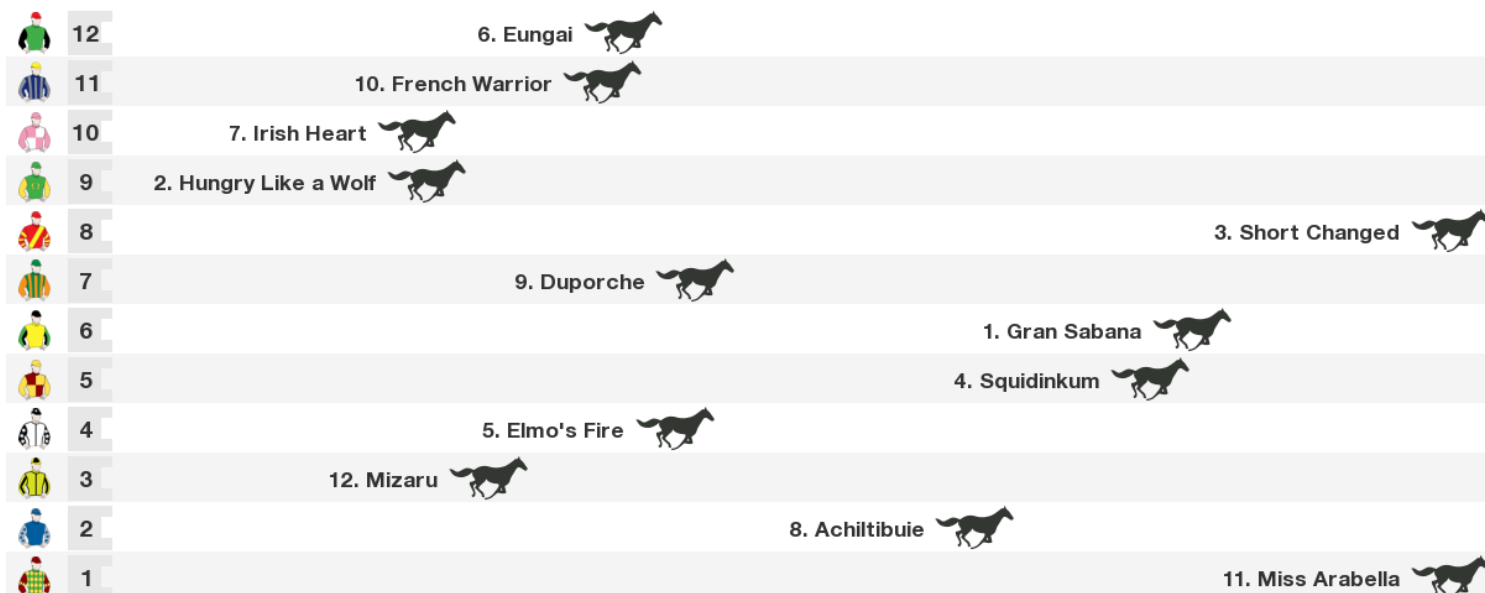 12 6. Eungai
11 10. French Warrior
10 7. Irish Heart
9 2. Hungry Like a Wolf
8 3. Short Changed
7 9. Duporche
6 1. Gran Sabana
5 4. Squidinkum
4 5. Elmo's Fire
3 12. Mizaru
2 8. Achiltibuie
1 11. Miss Arabella